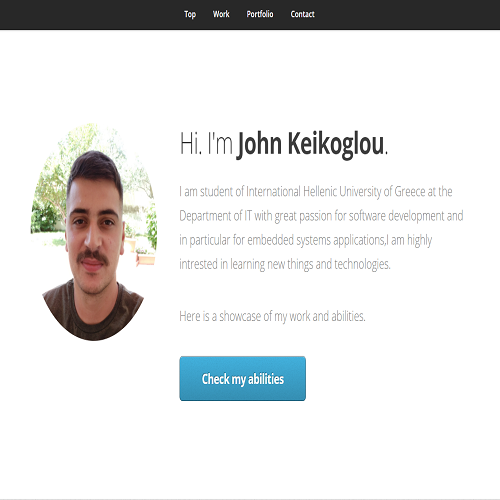 Top Work Portfolio Contact
Hi. I'm John Keikoglou.
I am student of International Hellenic University of Greece at the
Department of IT with great passion for software development and
in particular for embedded systems applications,I am highly
intrested in learning new things and technologies.
Here is a showcase of my work and abilities.
Check my abilities